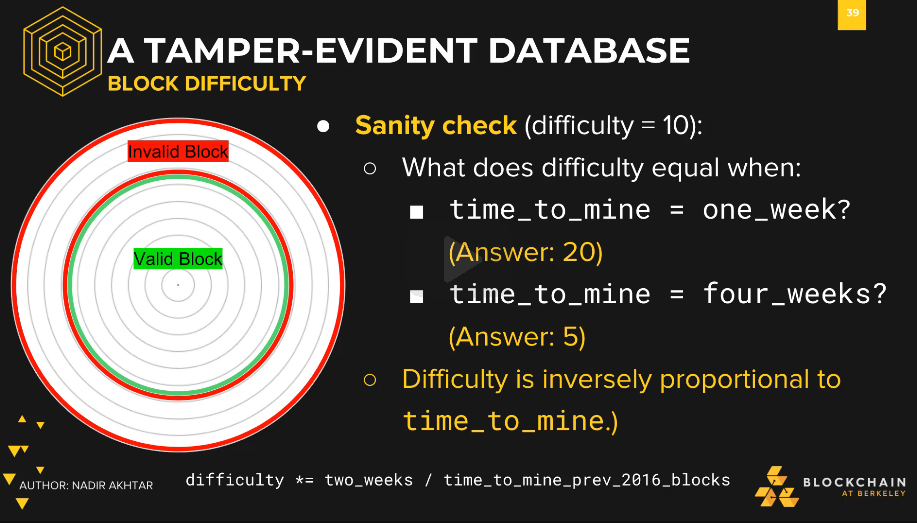 39
A TAMPER-EVIDENT DATABASE
BLOCK DIFFICULTY
● Sanity check (difficulty = 10):
○ What does difficulty equal when:
■ time_to_mine = one_week?
(Answer: 20)
■ time_to_mine = four_weeks?
(Answer: 5)
○ Difficulty is inversely proportional to
time_to_mine.)
Invalid Block
Valid Block
AUTHOR: NADIR AKHTAR
difficulty *= two_weeks / time_to_mine_prev_2016_blocks
BLOCKCHAIN
AT BERKELEY